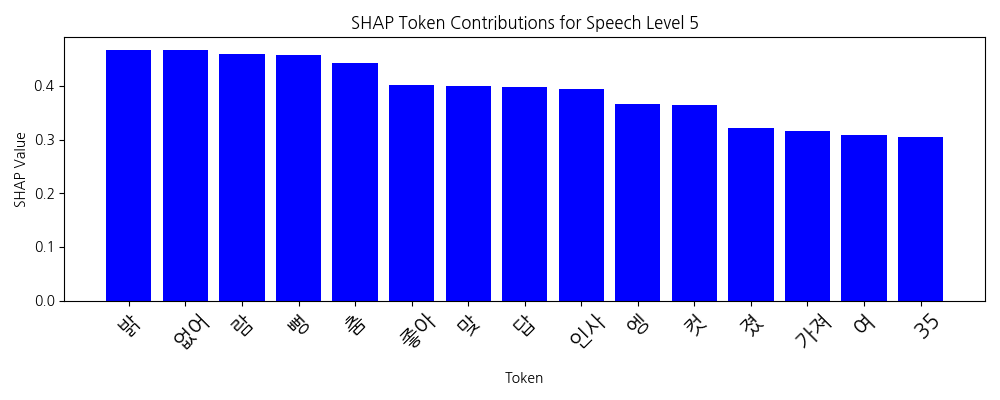 SHAP Token Contributions for Speech Level 5
SHAP Value
0.4
0.3
0.2
0.1
0.0
밝 없어 람 뻥 춤 좋아 맞 답 인사 엥 컷 졌 가져 여 35
Token